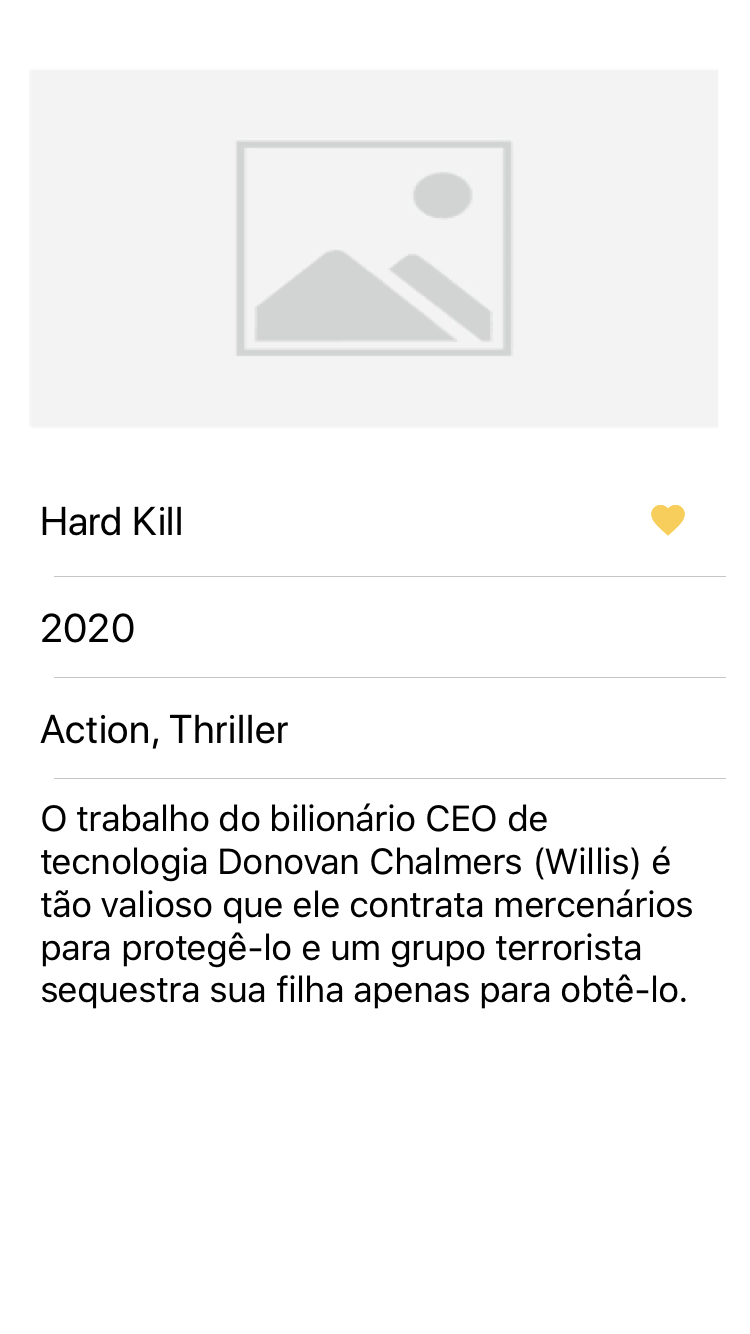 Hard Kill
2020
Action, Thriller
O trabalho do bilionário CEO de
tecnologia Donovan Chalmers (Willis) é
tão valioso que ele contrata mercenários
para protegê-lo e um grupo terrorista
sequestra sua filha apenas para obtê-lo.